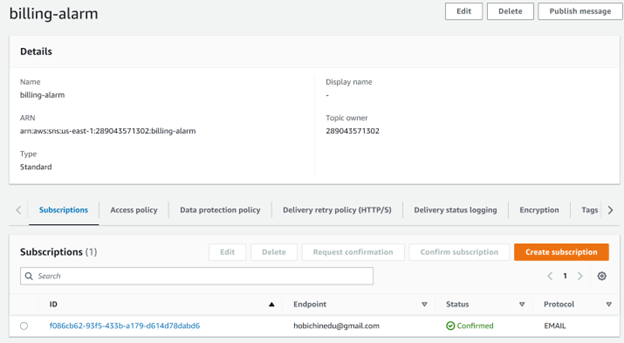 billing-alarm
Edit
Delete
Publish message
Details
Name
billing-alarm
Display name
-
ARN
arn:aws:sns:us-east-1:289043571302:billing-alarm
Topic owner
289043571302
Type
Standard
Subscriptions
Access policy
Data protection policy
Delivery retry policy (HTTP/S)
Delivery status logging
Encryption
Tags
Subscriptions (1)
Edit
Delete
Request confirmation
Confirm subscription
Create subscription
Search
1
ID
Endpoint
Status
Protocol
f086cb62-93f5-433b-a179-d614d78dabd6
hobichinedu@gmail.com
Confirmed
EMAIL